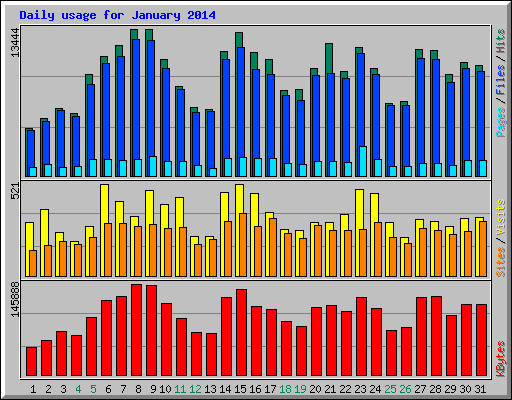 Daily usage for January 2014
13444
Pages / Files / Hits
521
Sites / Visits
145888
KBytes
1 2 3 4 5 6 7 8 9 10 11 12 13 14 15 16 17 18 19 20 21 22 23 24 25 26 27 28 29 30 31